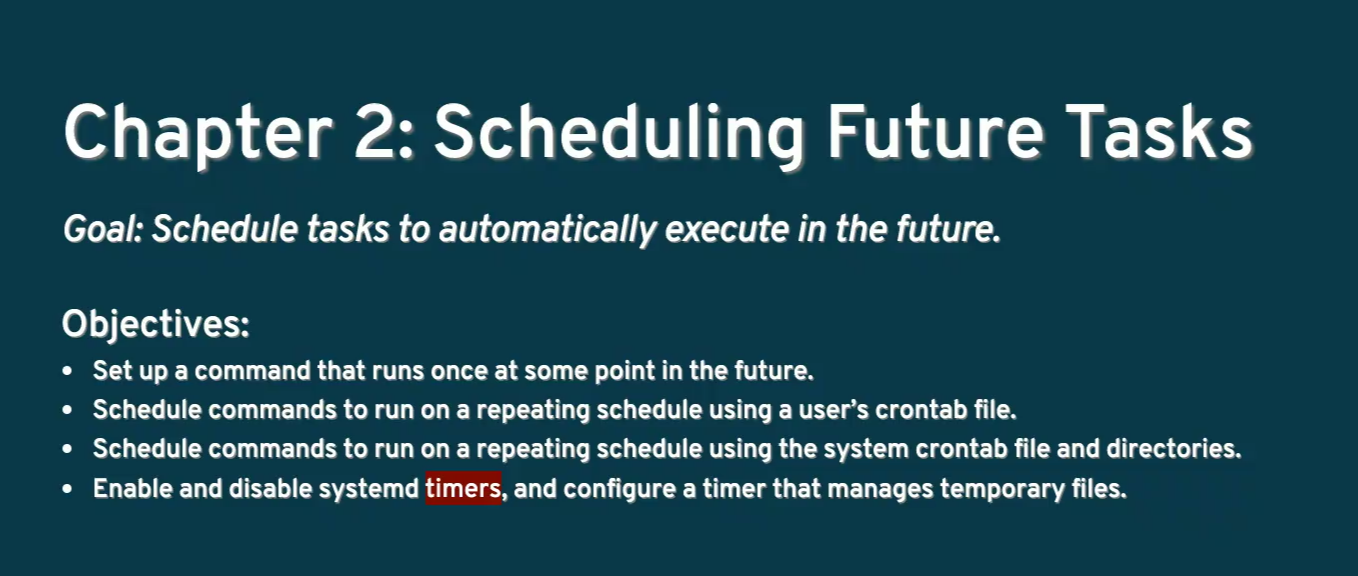 Chapter 2: Scheduling Future Tasks
Goal: Schedule tasks to automatically execute in the future.
Objectives:
• Set up a command that runs once at some point in the future.
• Schedule commands to run on a repeating schedule using a user’s crontab file.
• Schedule commands to run on a repeating schedule using the system crontab file and directories.
• Enable and disable systemd timers, and configure a timer that manages temporary files.